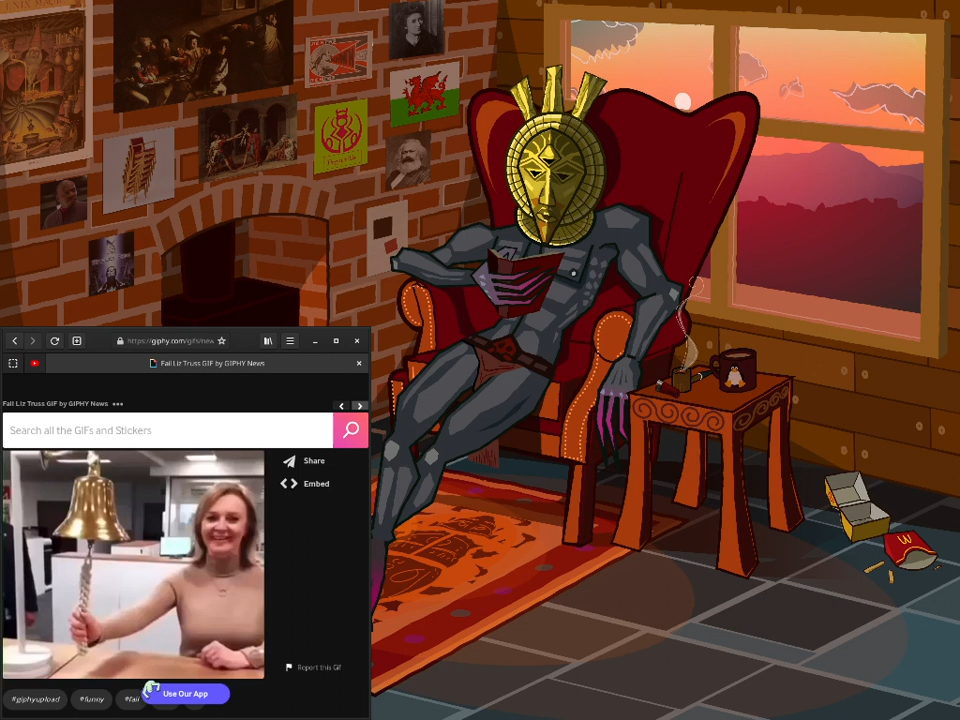 https://giphy.com/gifs/new
Fail Liz Truss GIF by GIPHY News
Fail Liz Truss GIF by GIPHY News •••
Search all the GIFs and Stickers
Share
Embed
Report this Gif
#giphyupload
#funny
#fail
Use Our App